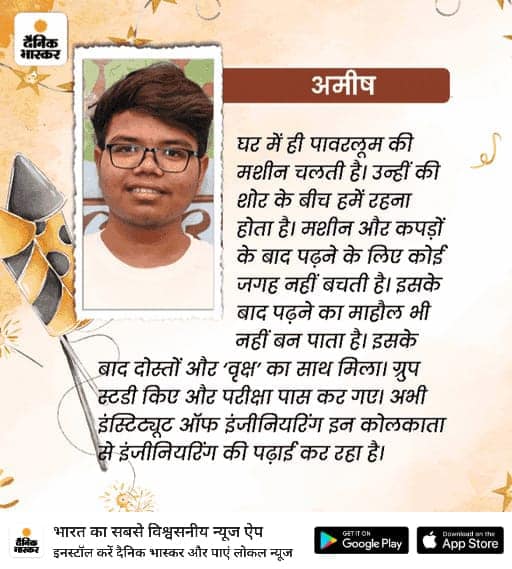 दैनिक
भास्कर
अमीष
घर में ही पावरलूम की
मशीन चलती है। उन्हीं की
शोर के बीच हमें रहना
होता है। मशीन और कपड़ों
के बाद पढ़ने के लिए कोई
जगह नहीं बचती है। इसके
बाद पढ़ने का माहौल भी
नहीं बन पाता है। इसके
बाद दोस्तों और ‘वृक्ष’ का साथ मिला। ग्रुप
स्टडी किए और परीक्षा पास कर गए। अभी
इंस्टिट्यूट ऑफ इंजीनियरिंग इन कोलकाता
से इंजीनियरिंग की पढ़ाई कर रहा है।
दैनिक
भास्कर
भारत का सबसे विश्वसनीय न्यूज ऐप
इनस्टॉल करें दैनिक भास्कर और पाएं लोकल न्यूज
GET IT ON
Google Play
Download on the
App Store